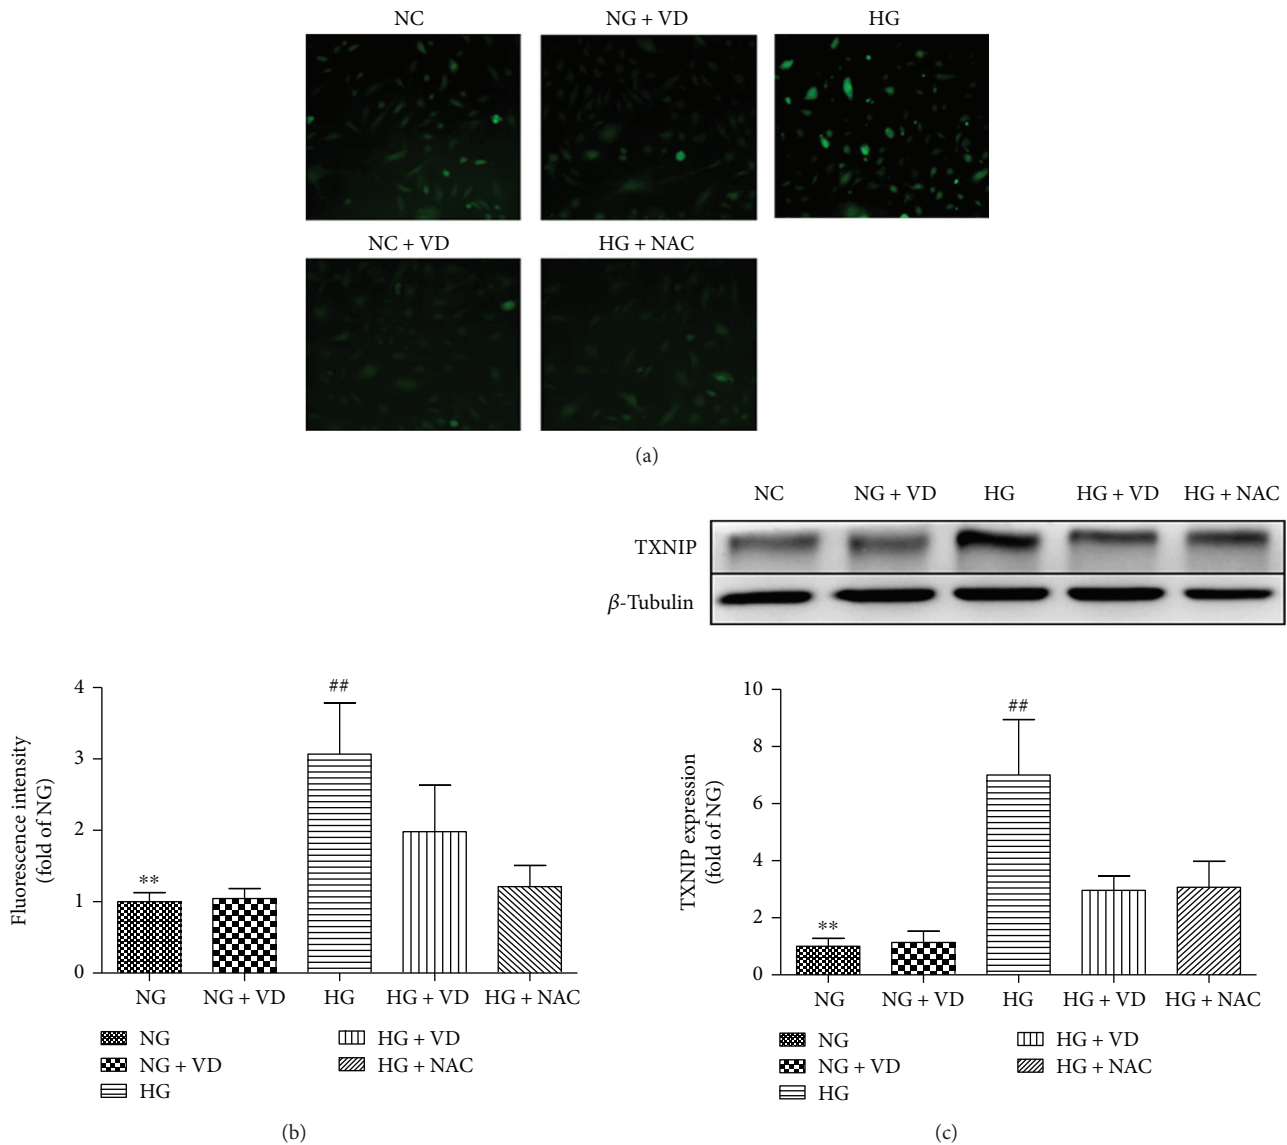 NC NG + VD HG
NC + VD HG + NAC
(a)
NC NG + VD HG HG + VD HG + NAC
TXNIP
β-Tubulin
Fluorescence intensity
(fold of NG)
4
3
2
1
0
**
##
NG NG + VD HG HG + VD HG + NAC
NG
NG + VD
HG
HG + VD
HG + NAC
(b)
TXNIP expression
(fold of NG)
10
8
6
4
2
0
**
##
NG NG + VD HG HG + VD HG + NAC
NG
NG + VD
HG
HG + VD
HG + NAC
(c)